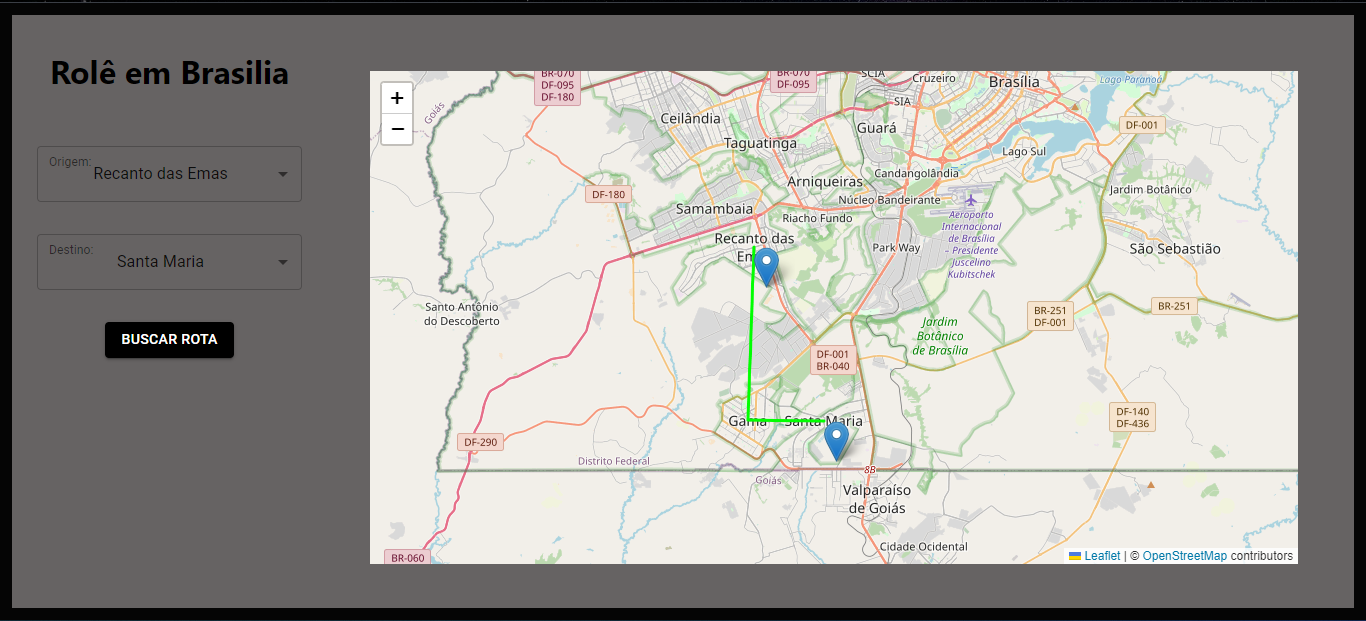 Rolê em Brasilia
Origem:
Recanto das Emas
Destino:
Santa Maria
BUSCAR ROTA
+
−
Goiás
BR-070
DF-095
DF-180
BR-070
DF-095
SCIA
Cruzeiro
Brasília
Lago Paranoá
SIA
Ceilândia
Taguatinga
Guará
DF-001
Lago Sul
Candangolândia
Arniqueiras
Jardim Botânico
DF-180
Samambaia
Riacho Fundo
Núcleo Bandeirante
Aeroporto
Internacional
de Brasília
- Presidente
Juscelino
Kubitschek
Recanto das
Em
Park Way
São Sebastião
Santo Antônio
do Descoberto
BR-251
DF-001
BR-251
Jardim
Botânico
de Brasília
DF-001
BR-040
Gama
Santa Maria
DF-140
DF-436
DF-290
Distrito Federal
Goiás
8B
Valparaíso
de Goiás
Cidade Ocidental
BR-060
Leaflet | © OpenStreetMap contributors